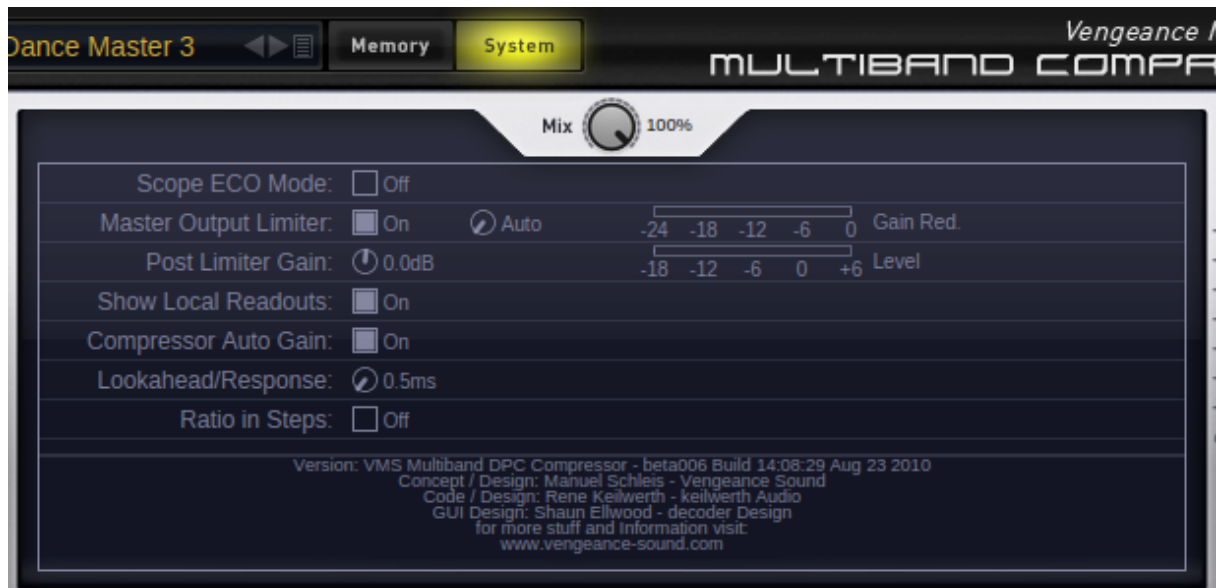 Dance Master 3
Memory
System
Vengeance
MULTIBAND
Mix 100%
Scope ECO Mode: Off
Master Output Limiter: On Auto -24 -18 -12 -6 0 Gain Red.
Post Limiter Gain: 0.0dB -18 -12 -6 0 +6 Level
Show Local Readouts: On
Compressor Auto Gain: On
Lookahead/Response: 0.5ms
Ratio in Steps: Off
Version: VMS Multiband DPC Compressor - beta006 Build 14:08:29 Aug 23 2010
Concept / Design: Manuel Schleis - Vengeance Sound
Code / Design: Rene Keilwerth - keilwerth Audio
GUI Design: Shaun Ellwood - decoder Design
for more stuff and Information visit:
www.vengeance-sound.com